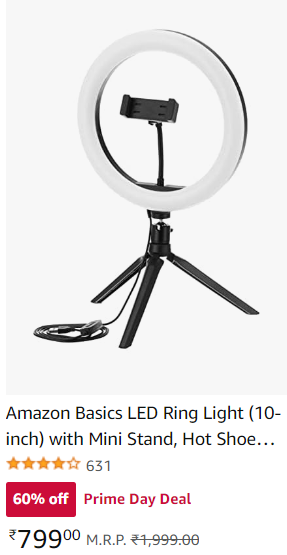 Amazon Basics LED Ring Light (10-
inch) with Mini Stand, Hot Shoe...
631
60% off Prime Day Deal
₹799⁰⁰ M.R.P. ₹1,999.00